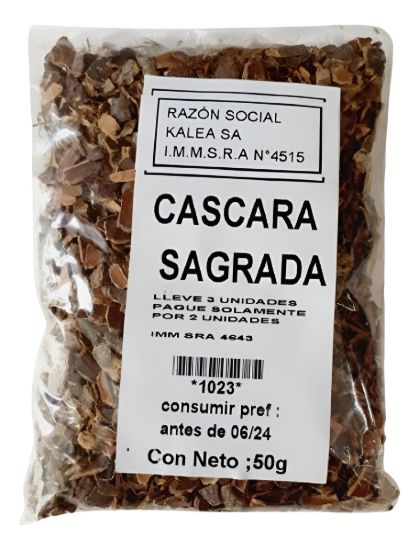 RAZÓN SOCIAL
KALEA SA
I.M.M.S.R.A N°4515
CASCARA
SAGRADA
LLEVE 3 UNIDADES
PAGUE SOLAMENTE
POR 2 UNIDADES
IMM SRA 4643
*1023*
consumir pref :
antes de 06/24
Con Neto ;50g